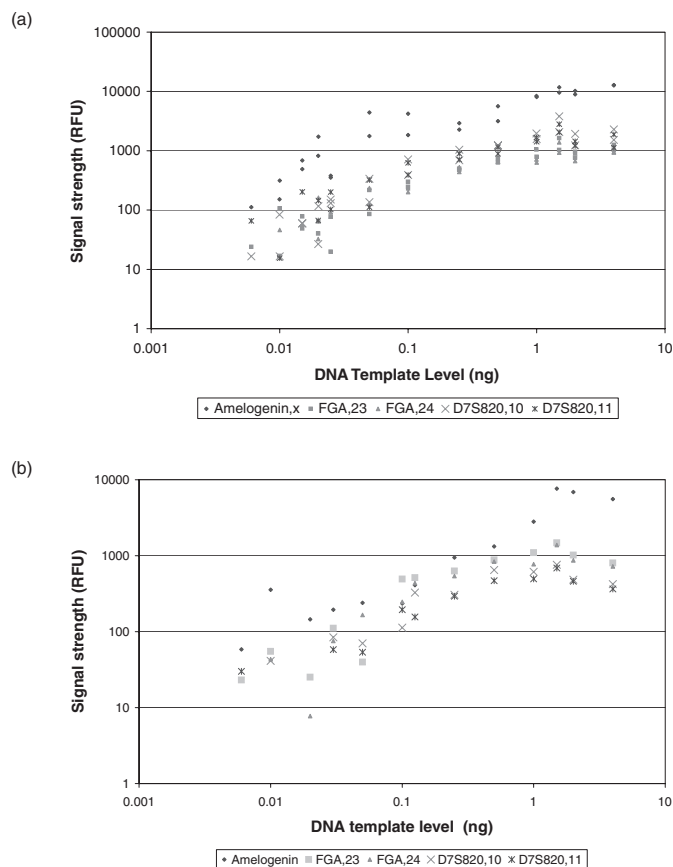 (a)
100000
10000
1000
100
10
1
Signal strength (RFU)
0.001 0.01 0.1 1 10
DNA Template Level (ng)
Amelogenin,x FGA,23 FGA,24 D7S820,10 D7S820,11
(b)
10000
1000
100
10
1
Signal strength (RFU)
0.001 0.01 0.1 1 10
DNA template level (ng)
Amelogenin FGA,23 FGA,24 D7S820,10 D7S820,11